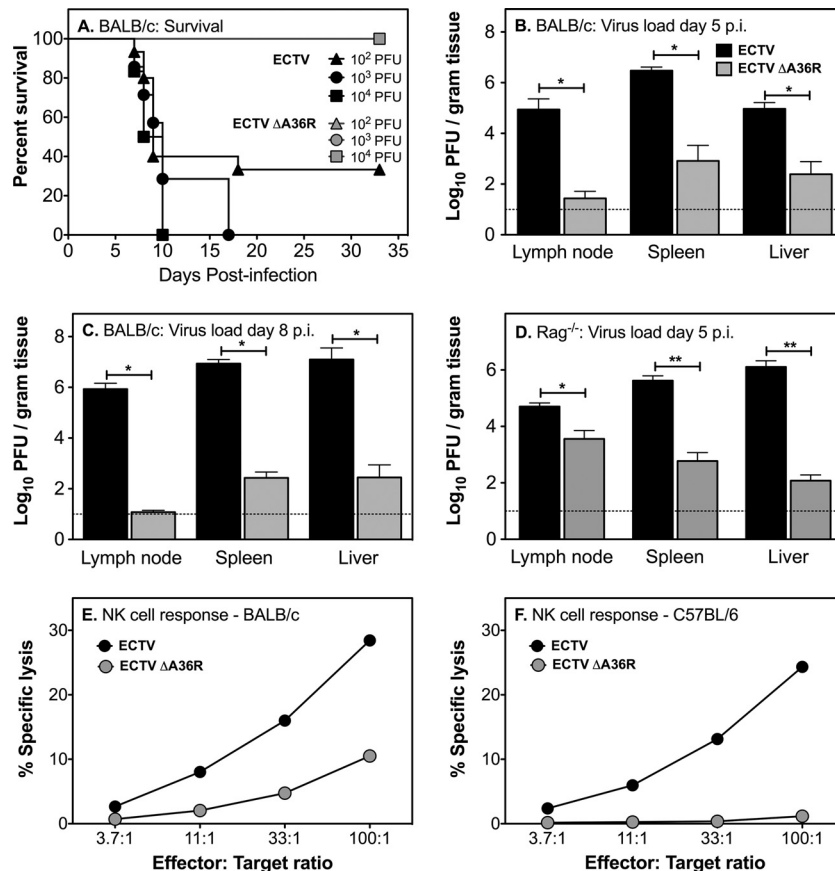 A. BALB/c: Survival
100
80
60
40
20
0
Percent survival
ECTV
10² PFU
10³ PFU
10⁴ PFU
ECTV ΔA36R
10² PFU
10³ PFU
10⁴ PFU
0 5 10 15 20 25 30 35
Days Post-infection
B. BALB/c: Virus load day 5 p.i.
8
6
4
2
0
Log₁₀ PFU / gram tissue
ECTV
ECTV ΔA36R
* * *
Lymph node Spleen Liver
C. BALB/c: Virus load day 8 p.i.
8
6
4
2
0
Log₁₀ PFU / gram tissue
* * *
Lymph node Spleen Liver
D. Rag⁻/⁻: Virus load day 5 p.i.
8
6
4
2
0
Log₁₀ PFU / gram tissue
* ** **
Lymph node Spleen Liver
E. NK cell response - BALB/c
30
20
10
0
% Specific lysis
ECTV
ECTV ΔA36R
3.7:1 11:1 33:1 100:1
Effector: Target ratio
F. NK cell response - C57BL/6
30
20
10
0
% Specific lysis
ECTV
ECTV ΔA36R
3.7:1 11:1 33:1 100:1
Effector: Target ratio